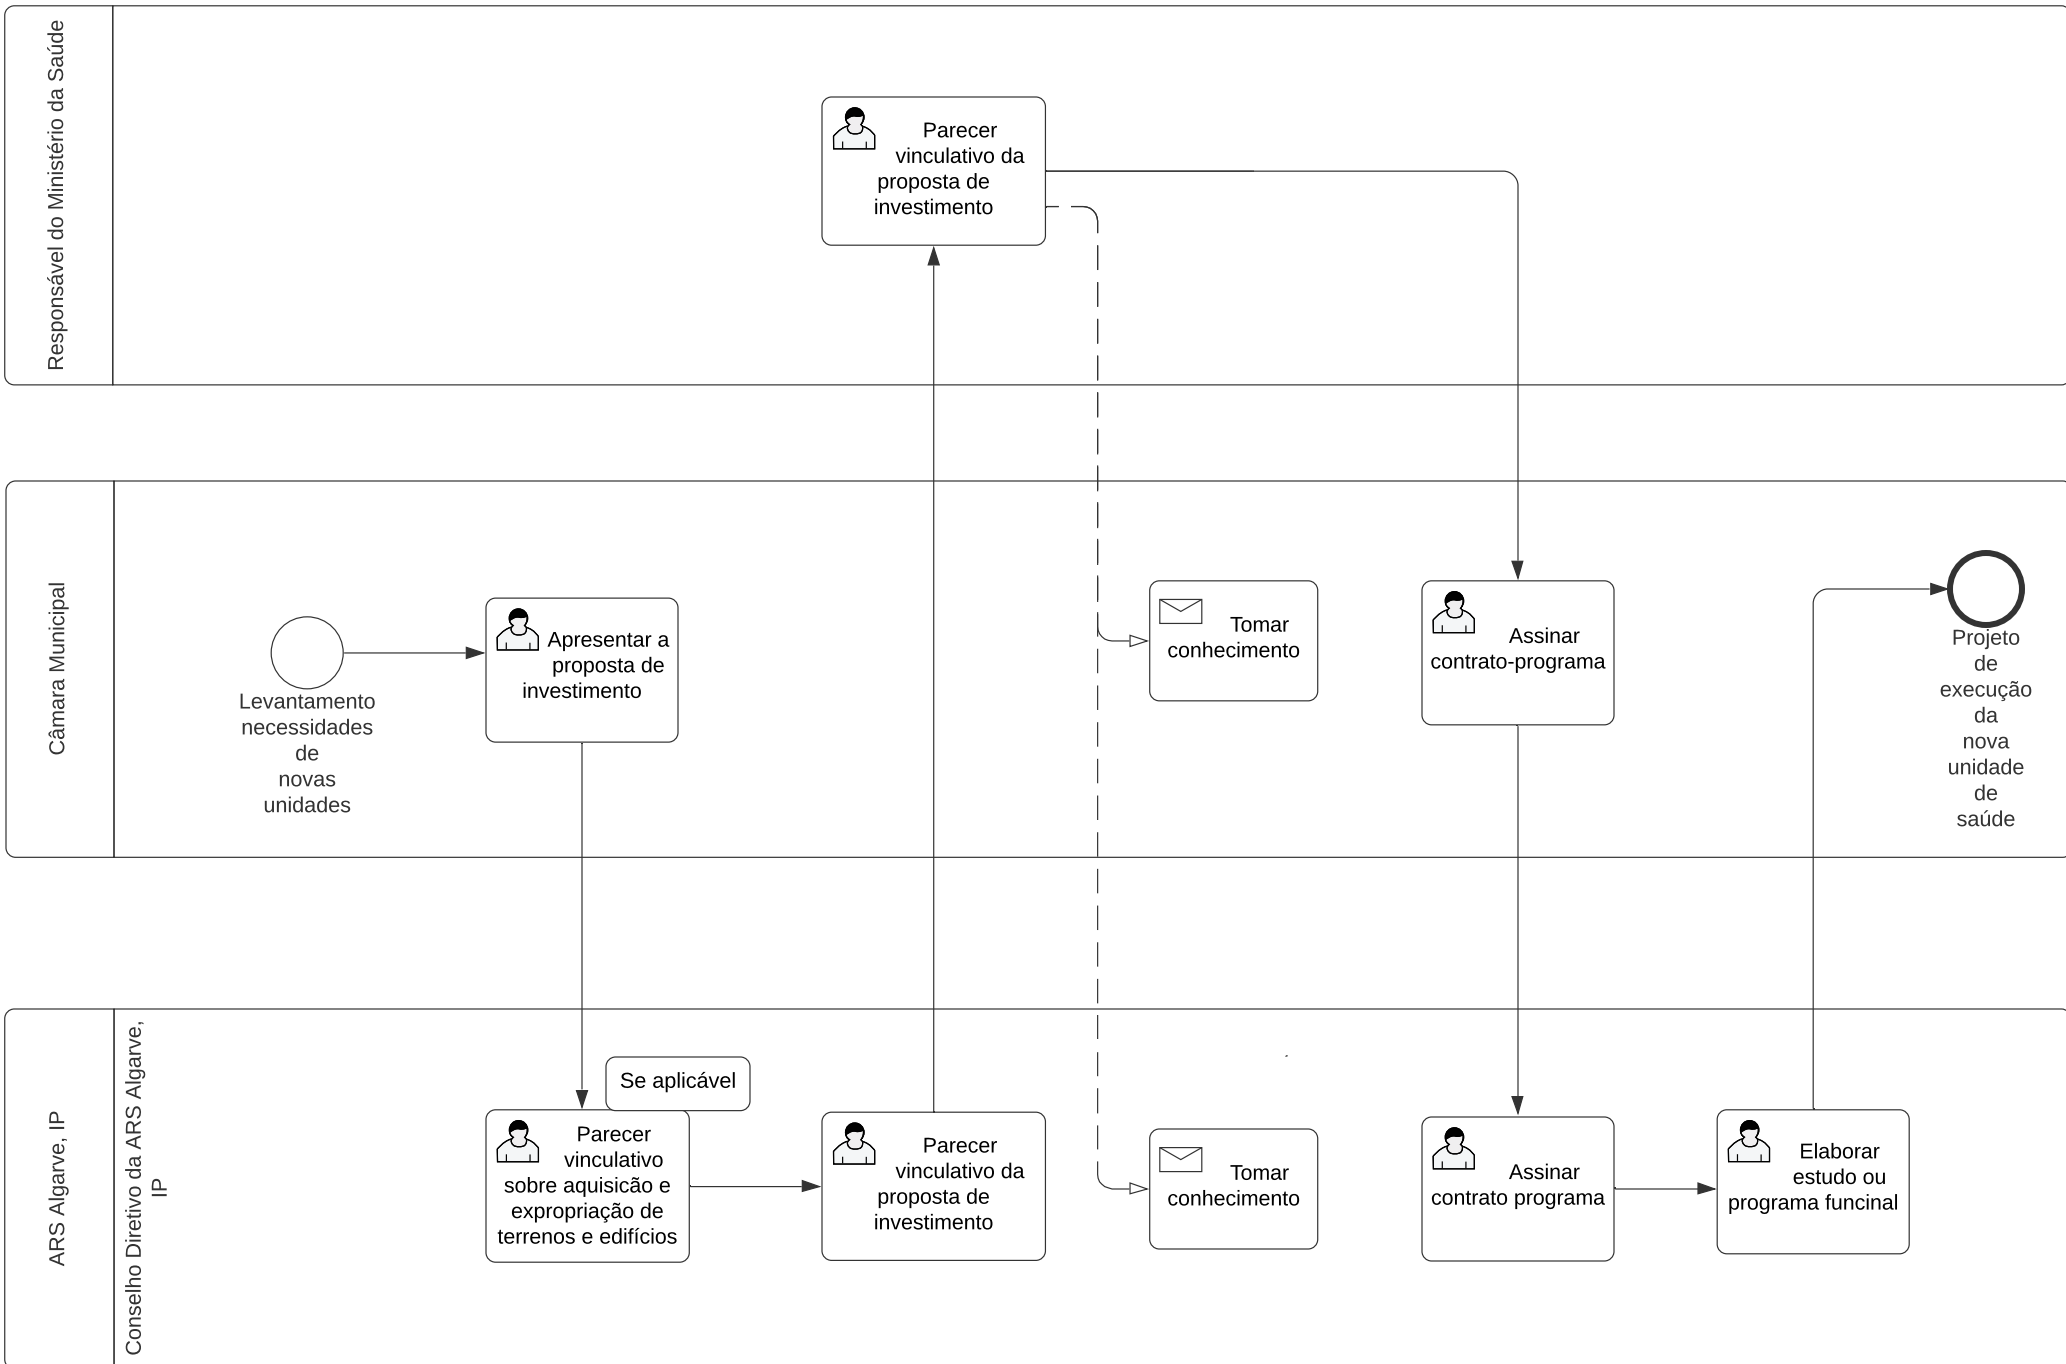 Responsável do Ministério da Saúde
Parecer
vinculativo da
proposta de
investimento
Câmara Municipal
Levantamento
necessidades
de
novas
unidades
Apresentar a
proposta de
investimento
Tomar
conhecimento
Assinar
contrato-programa
Projeto
de
execução
da
nova
unidade
de
saúde
ARS Algarve, IP
Conselho Diretivo da ARS Algarve,
IP
Se aplicável
Parecer
vinculativo
sobre aquisicão e
expropriação de
terrenos e edifícios
Parecer
vinculativo da
proposta de
investimento
Tomar
conhecimento
Assinar
contrato programa
Elaborar
estudo ou
programa funcinal